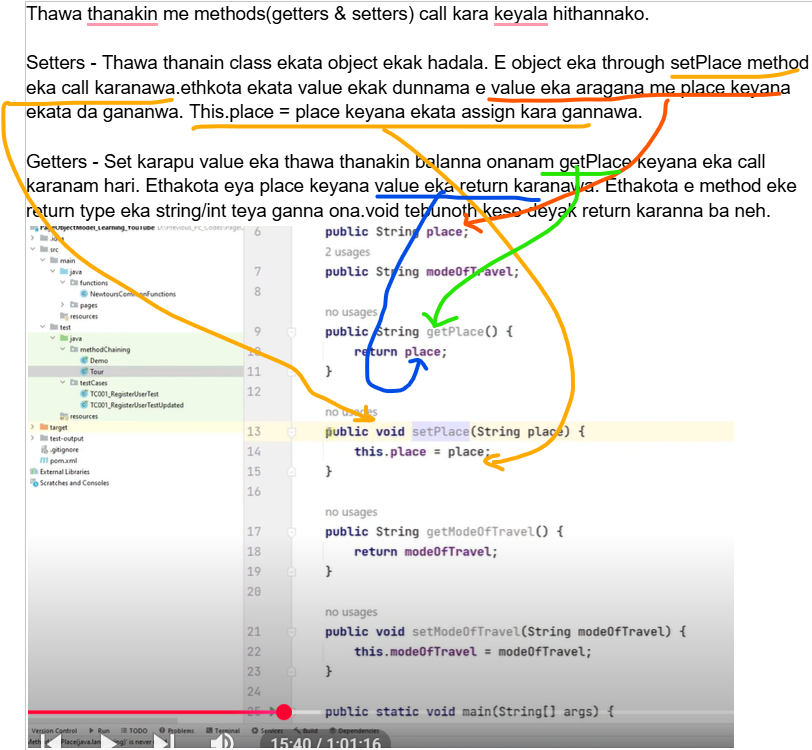 Thawa thanakin me methods(getters & setters) call kara keyala hithannako.
Setters - Thawa thanain class ekata object ekak hadala. E object eka through setPlace method
eka call karanawa.ethkota ekata value ekak dunnama e value eka aragana me place keyana
ekata da gananwa. This.place = place keyana ekata assign kara gannawa.
Getters - Set karapu value eka thawa thanakin balanna onanam getPlace keyana eka call
karanam hari. Ethakota eya place keyana value eka return karanawa. Ethakota e method eke
return type eka string/int teya ganna ona.void tebunoth keso deyak return karanna ba neh.
PageObjectModel_Learning_YouTube
.idea
src
main
java
functions
NewtoursCommonFunctions
pages
resources
test
java
methodChaining
Demo
Tour
testCases
TC001_RegisterUserTest
TC001_RegisterUserTestUpdated
resources
target
test-output
.gitignore
pom.xml
External Libraries
Scratches and Consoles
6 public String place;
2 usages
7 public String modeOfTravel;
8
no usages
9 public String getPlace() {
10 return place;
11 }
12
no usages
13 public void setPlace(String place) {
14 this.place = place;
15 }
16
no usages
17 public String getModeOfTravel() {
18 return modeOfTravel;
19 }
20
no usages
21 public void setModeOfTravel(String modeOfTravel) {
22 this.modeOfTravel = modeOfTravel;
23 }
24
25 public static void main(String[] args) {
Version Control Run TODO Problems Terminal Services Build Dependencies
15:40 / 1:01:16